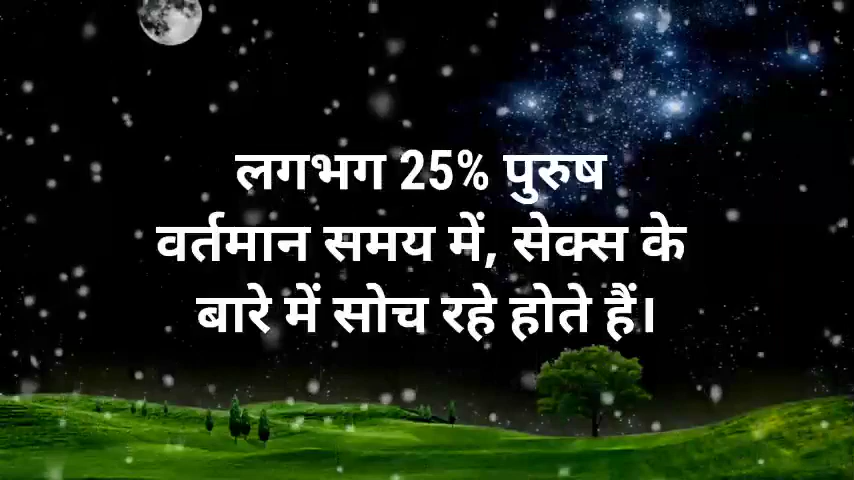 लगभग 25% पुरुष
वर्तमान समय में, सेक्स के
बारे में सोच रहे होते हैं।